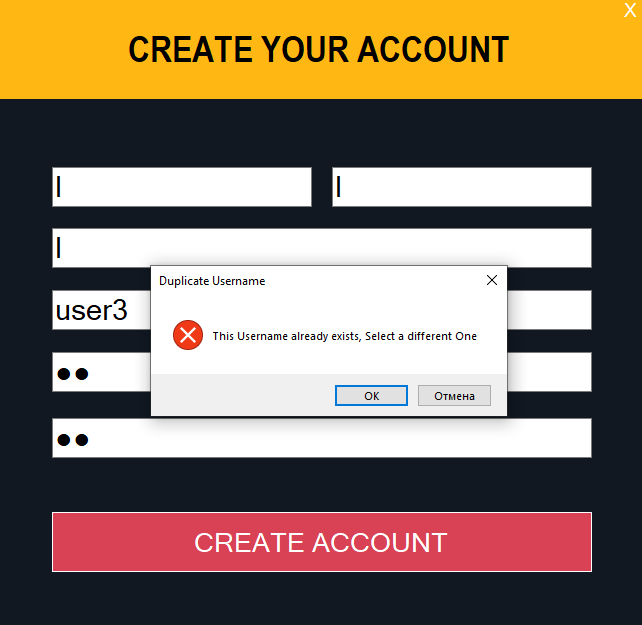 X
CREATE YOUR ACCOUNT
l
l
l
user3
Duplicate Username
This Username already exists, Select a different One
OK
Отмена
●●
●●
CREATE ACCOUNT